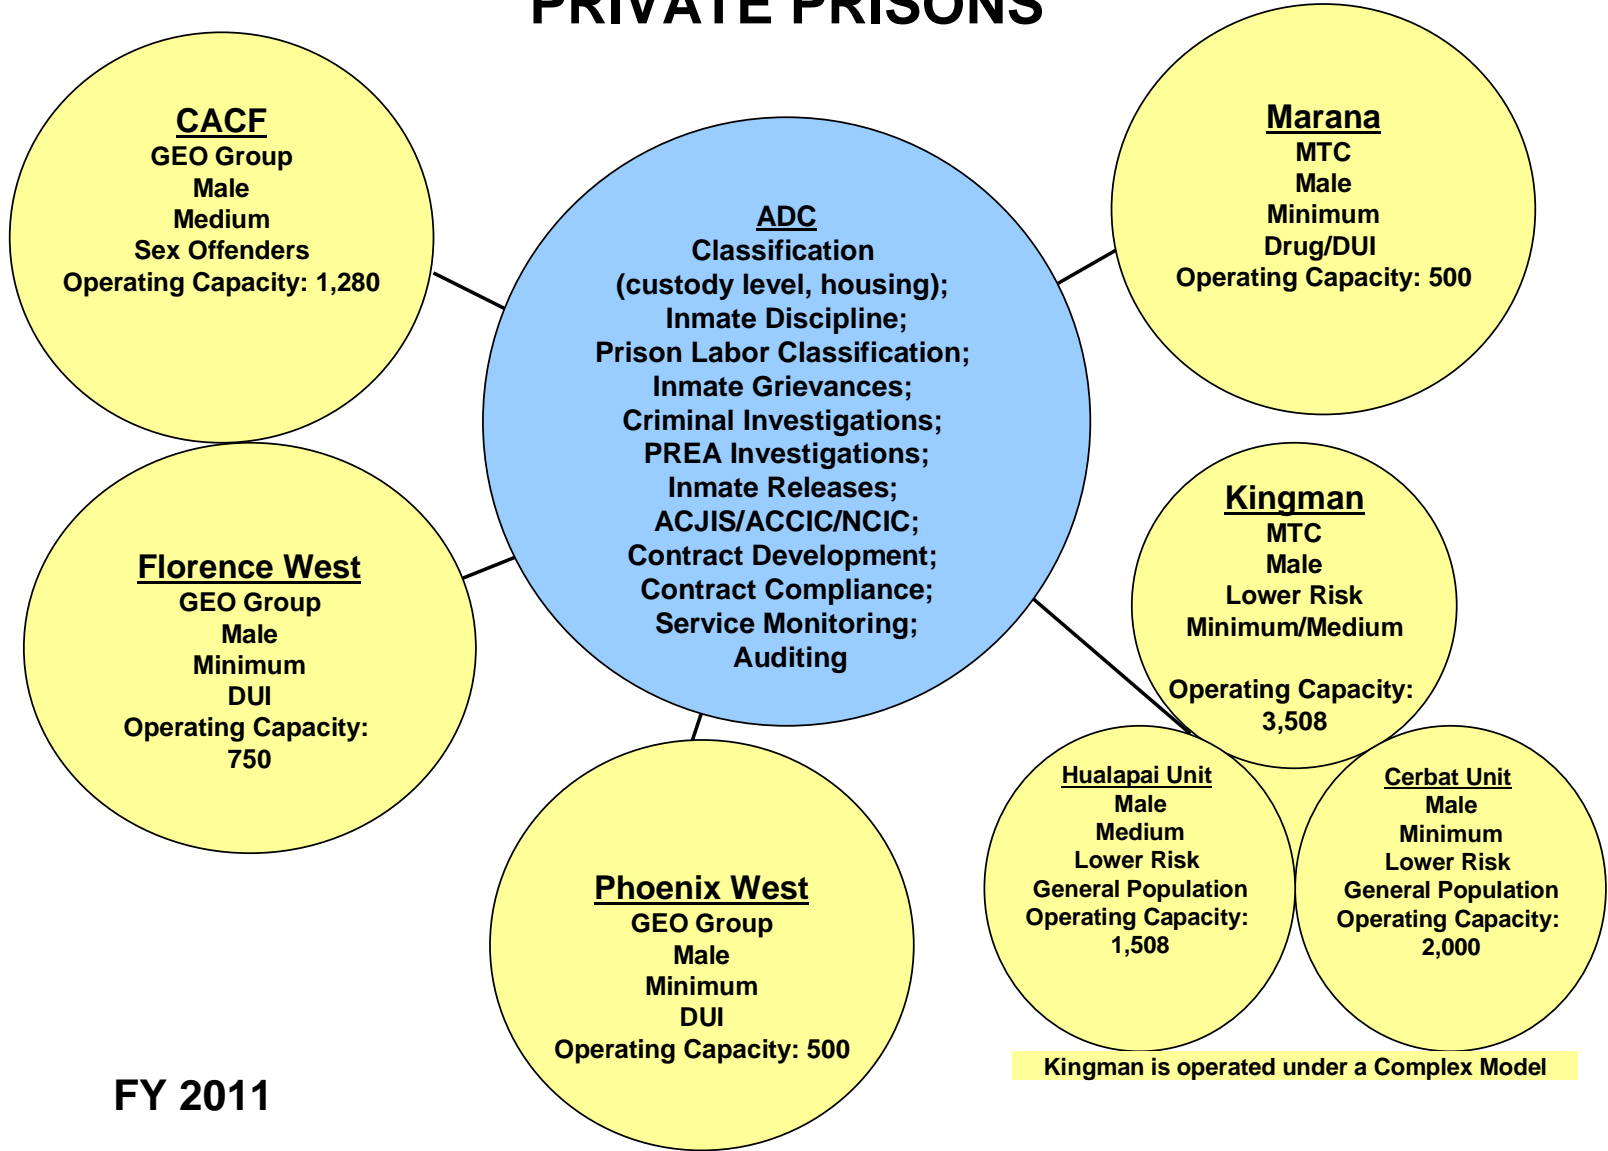 PRIVATE PRISONS
CACF
GEO Group
Male
Medium
Sex Offenders
Operating Capacity: 1,280
ADC
Classification
(custody level, housing);
Inmate Discipline;
Prison Labor Classification;
Inmate Grievances;
Criminal Investigations;
PREA Investigations;
Inmate Releases;
ACJIS/ACCIC/NCIC;
Contract Development;
Contract Compliance;
Service Monitoring;
Auditing
Marana
MTC
Male
Minimum
Drug/DUI
Operating Capacity: 500
Florence West
GEO Group
Male
Minimum
DUI
Operating Capacity:
750
Kingman
MTC
Male
Lower Risk
Minimum/Medium
Operating Capacity:
3,508
Phoenix West
GEO Group
Male
Minimum
DUI
Operating Capacity: 500
Hualapai Unit
Male
Medium
Lower Risk
General Population
Operating Capacity:
1,508
Cerbat Unit
Male
Minimum
Lower Risk
General Population
Operating Capacity:
2,000
Kingman is operated under a Complex Model
FY 2011